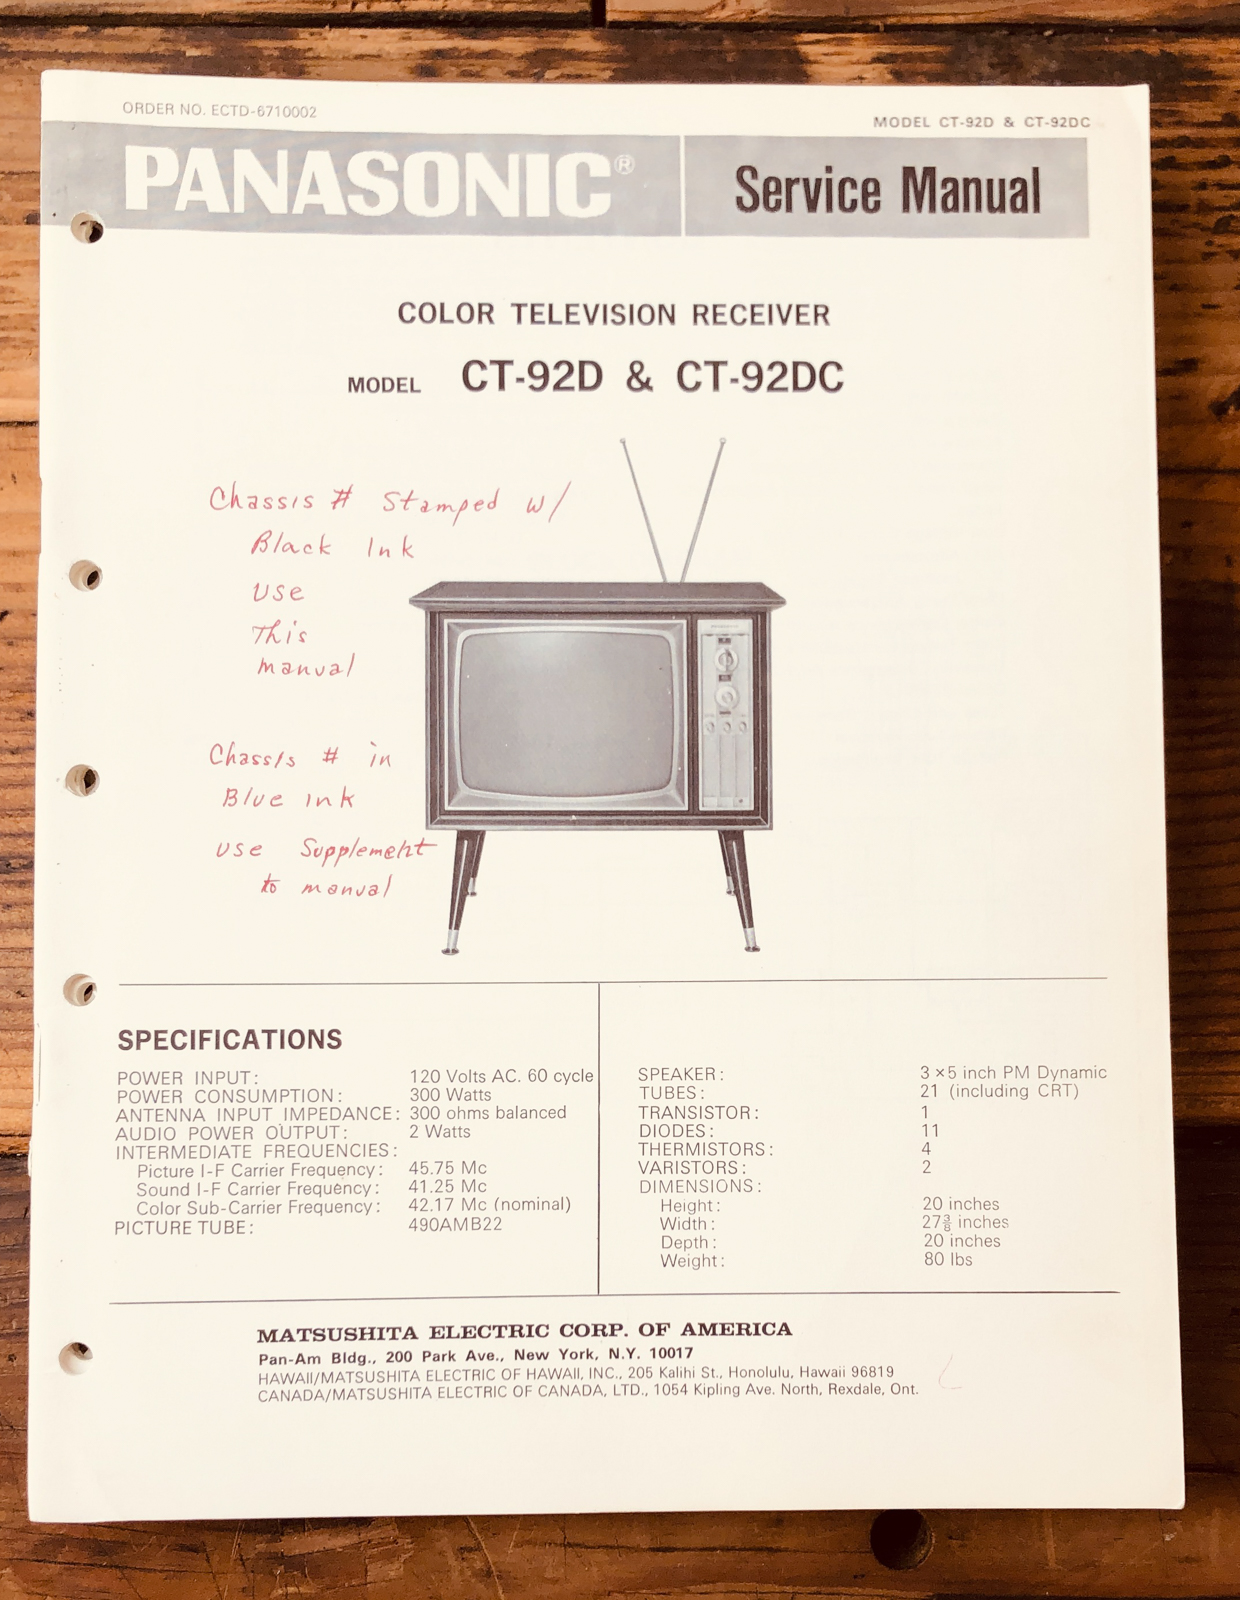 ORDER NO. ECTD-6710002
MODEL CT-92D & CT-92DC
PANASONIC®
Service Manual
COLOR TELEVISION RECEIVER
MODEL CT-92D & CT-92DC
Chassis # Stamped w/
Black Ink
use
This
manual
Chassis # in
Blue ink
use Supplement
to manual
SPECIFICATIONS
POWER INPUT: 120 Volts AC. 60 cycle
POWER CONSUMPTION: 300 Watts
ANTENNA INPUT IMPEDANCE: 300 ohms balanced
AUDIO POWER OUTPUT: 2 Watts
INTERMEDIATE FREQUENCIES:
Picture I-F Carrier Frequency: 45.75 Mc
Sound I-F Carrier Frequency: 41.25 Mc
Color Sub-Carrier Frequency: 42.17 Mc (nominal)
PICTURE TUBE: 490AMB22
SPEAKER: 3 × 5 inch PM Dynamic
TUBES: 21 (including CRT)
TRANSISTOR: 1
DIODES: 11
THERMISTORS: 4
VARISTORS: 2
DIMENSIONS:
Height: 20 inches
Width: 27⅜ inches
Depth: 20 inches
Weight: 80 lbs
MATSUSHITA ELECTRIC CORP. OF AMERICA
Pan-Am Bldg., 200 Park Ave., New York, N.Y. 10017
HAWAII/MATSUSHITA ELECTRIC OF HAWAII, INC., 205 Kalihi St., Honolulu, Hawaii 96819
CANADA/MATSUSHITA ELECTRIC OF CANADA, LTD., 1054 Kipling Ave. North, Rexdale, Ont.